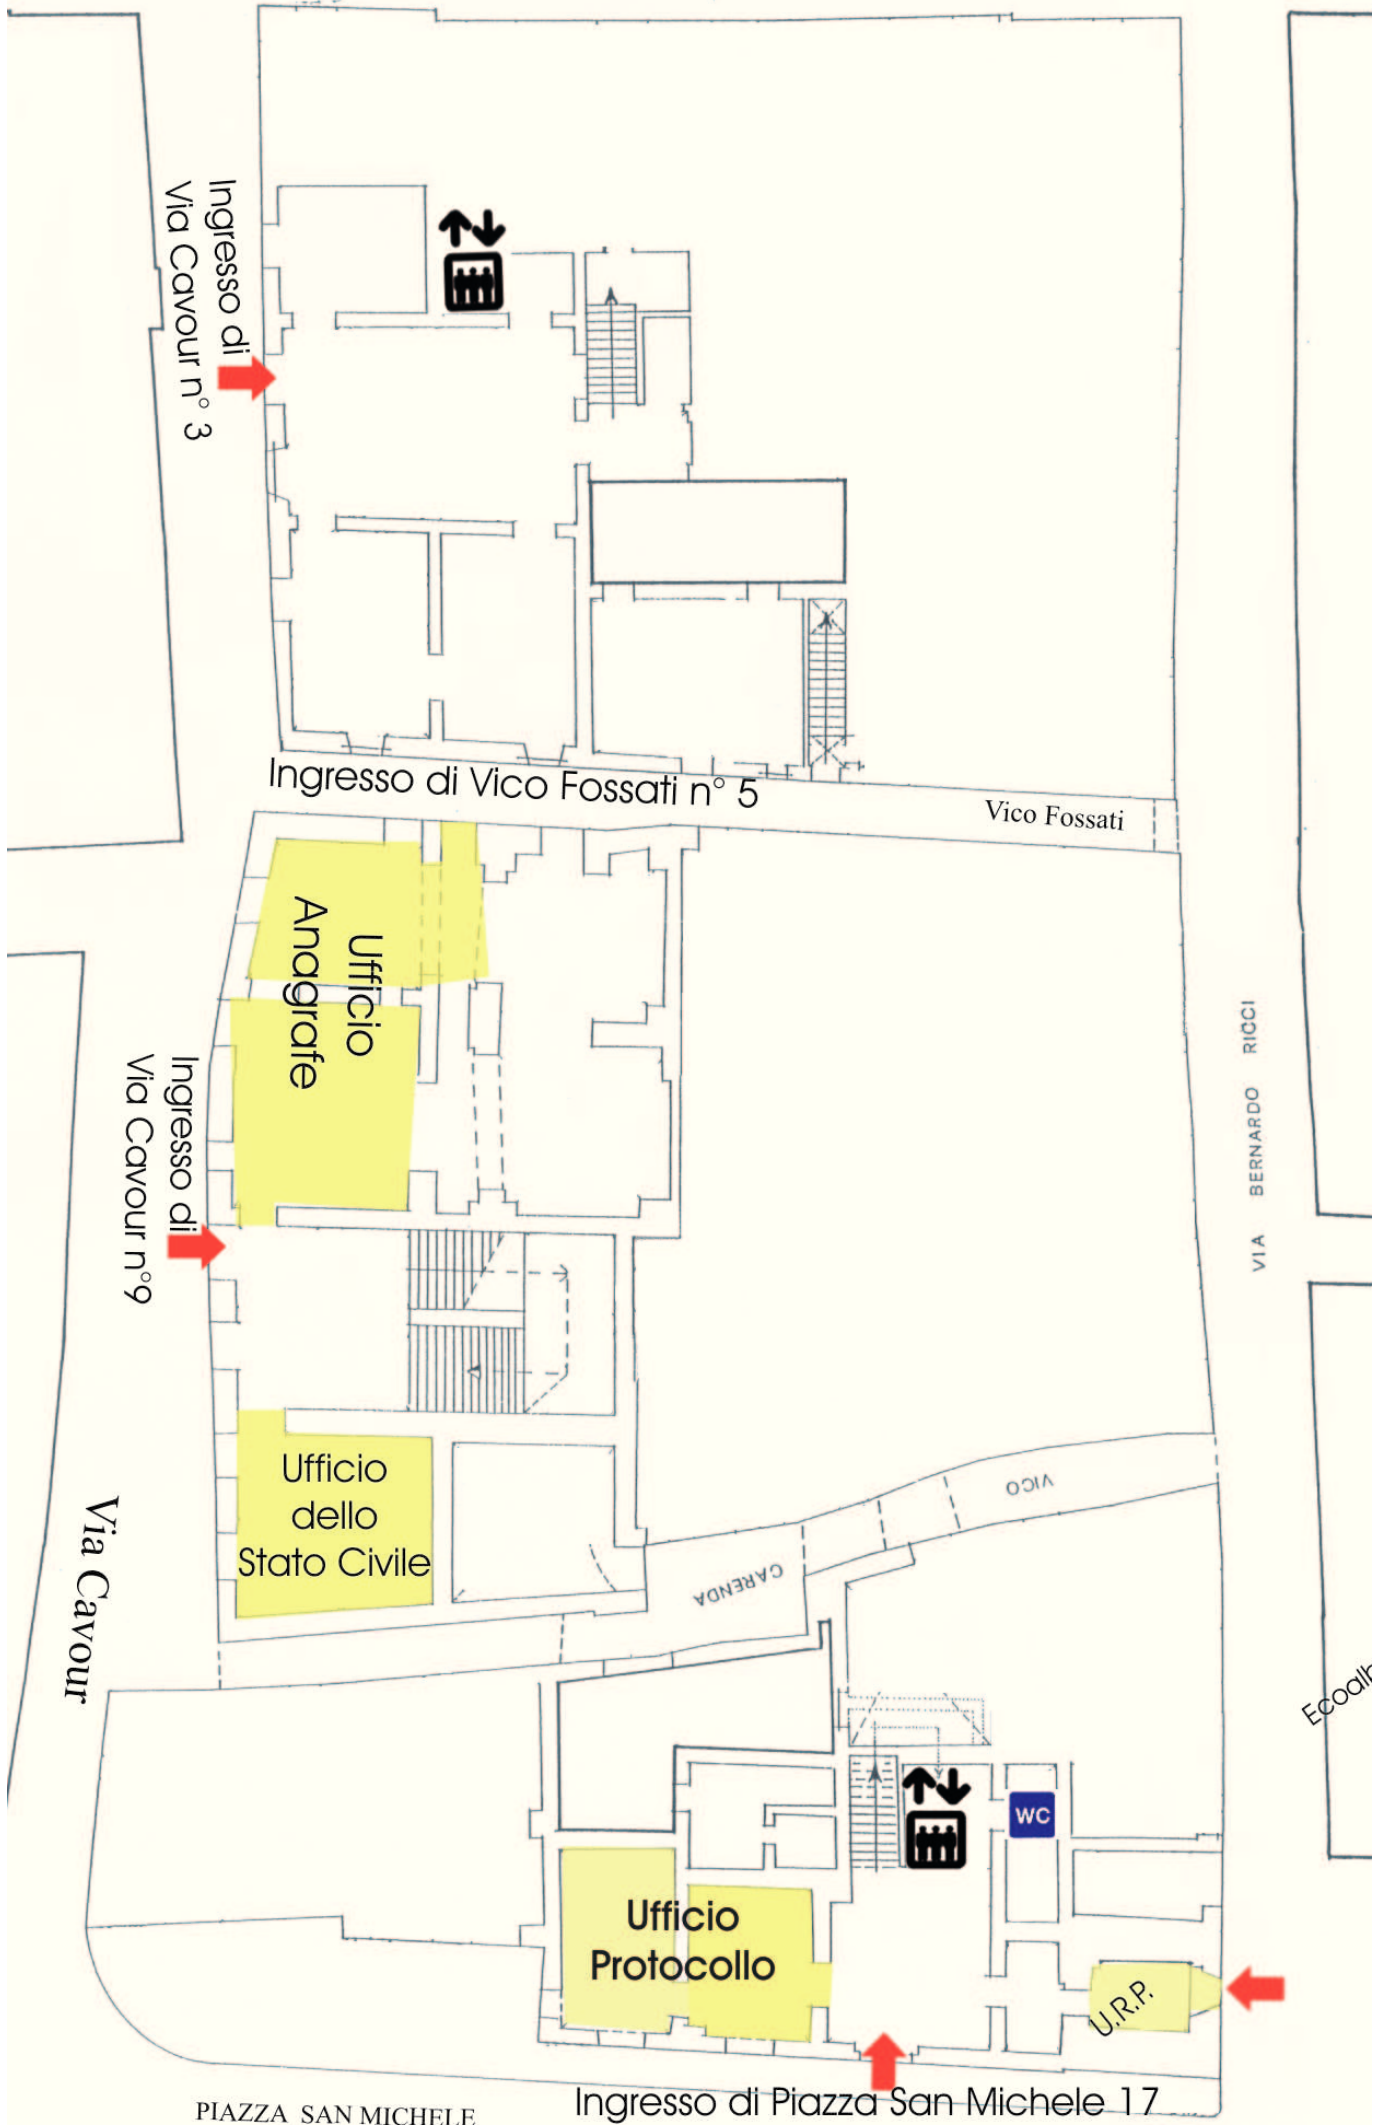 Ingresso di
Via Cavour n° 3
Ingresso di Vico Fossati n° 5
Vico Fossati
Ufficio
Anagrafe
VIA BERNARDO RICCI
Ingresso di
Via Cavour n°9
Ufficio
dello
Stato Civile
VICO
CARENDA
Via Cavour
Ecoalb
WC
Ufficio
Protocollo
U.R.P.
Ingresso di Piazza San Michele 17
PIAZZA SAN MICHELE